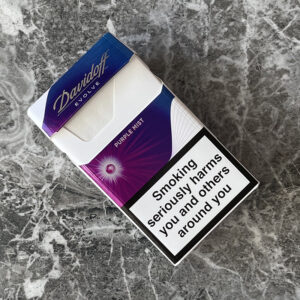 Davidoff
EVOLVE
PURPLE MIST
Smoking
seriously harms
you and others
around you